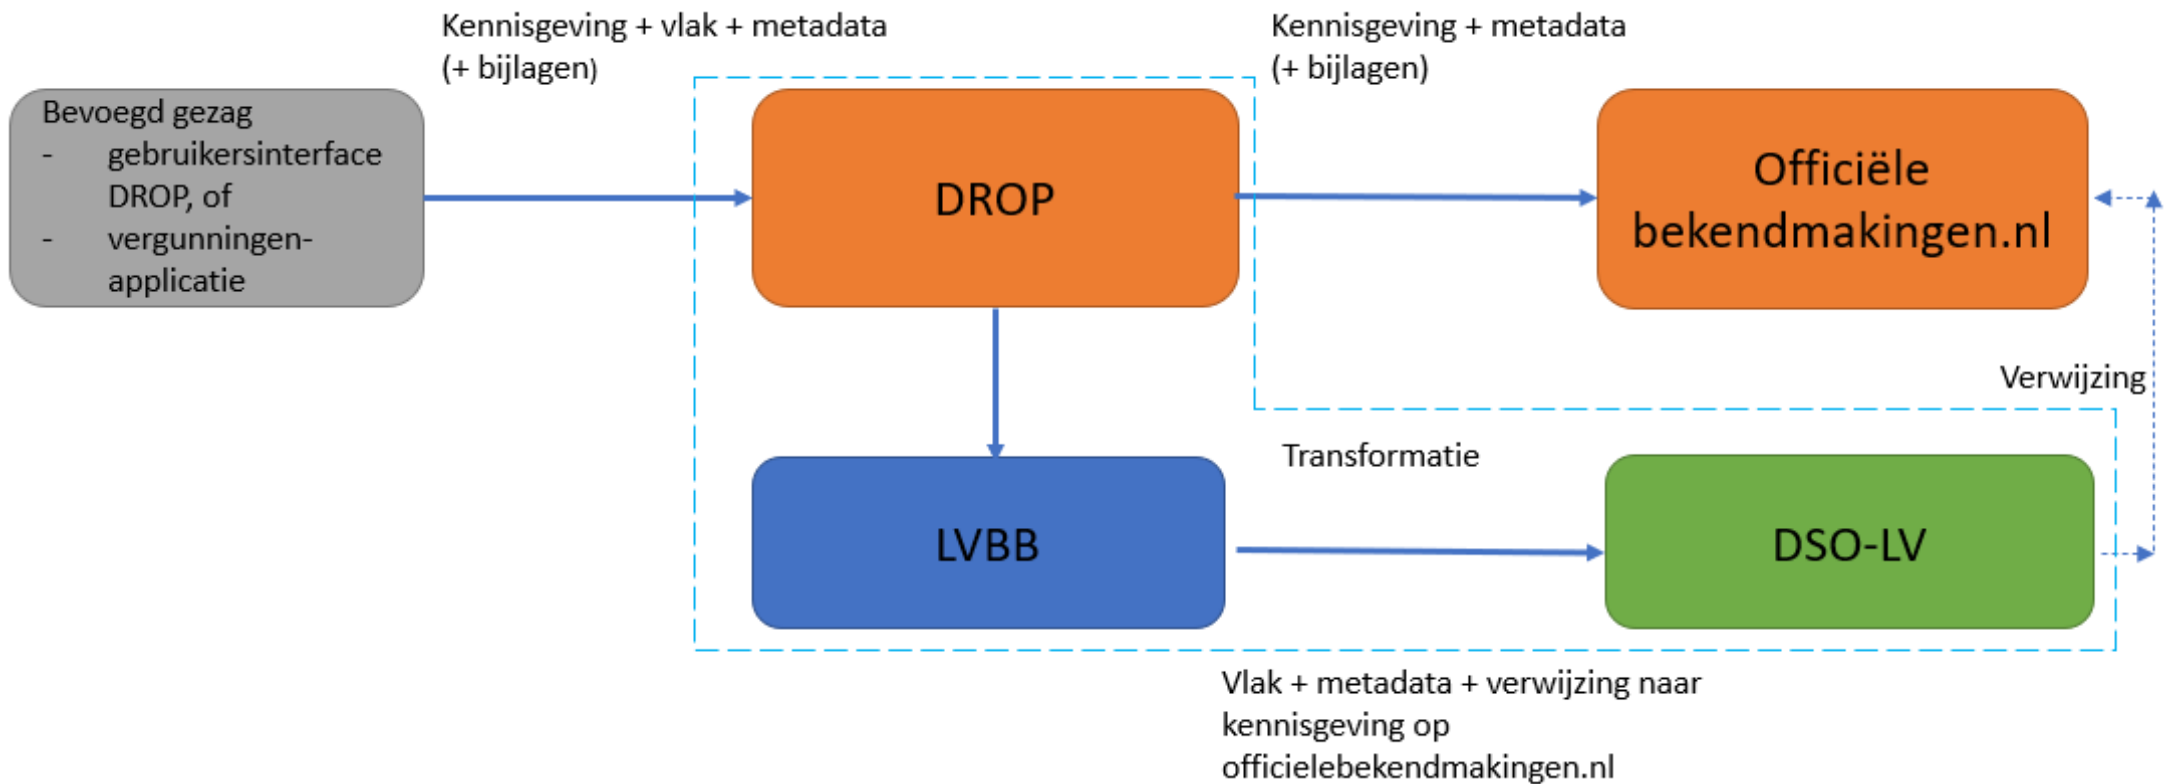 Kennisgeving + vlak + metadata
(+ bijlagen)
Kennisgeving + metadata
(+ bijlagen)
Bevoegd gezag
- gebruikersinterface
DROP, of
- vergunningen-
applicatie
DROP
Officiële
bekendmakingen.nl
Verwijzing
Transformatie
LVBB
DSO-LV
Vlak + metadata + verwijzing naar
kennisgeving op
officielebekendmakingen.nl